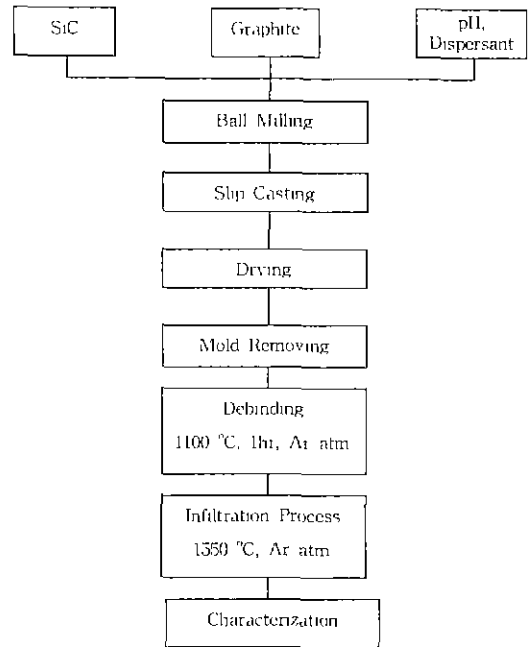 SiC
Graphite
pH,
Dispersant
Ball Milling
Slip Casting
Drying
Mold Removing
Debinding
1100 °C, 1hr, Ar atm
Infiltration Process
1550 °C, Ar atm
Characterization